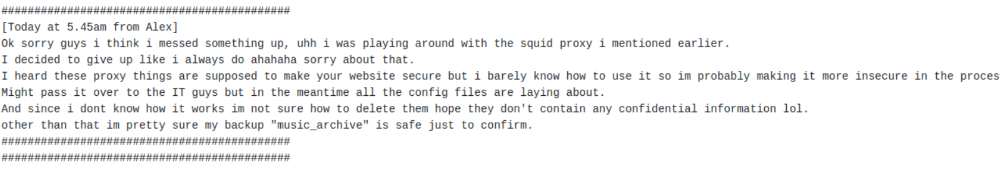 ############################################
[Today at 5.45am from Alex]
Ok sorry guys i think i messed something up, uhh i was playing around with the squid proxy i mentioned earlier.
I decided to give up like i always do ahahaha sorry about that.
I heard these proxy things are supposed to make your website secure but i barely know how to use it so im probably making it more insecure in the proces
Might pass it over to the IT guys but in the meantime all the config files are laying about.
And since i dont know how it works im not sure how to delete them hope they don't contain any confidential information lol.
other than that im pretty sure my backup "music_archive" is safe just to confirm.
############################################
############################################